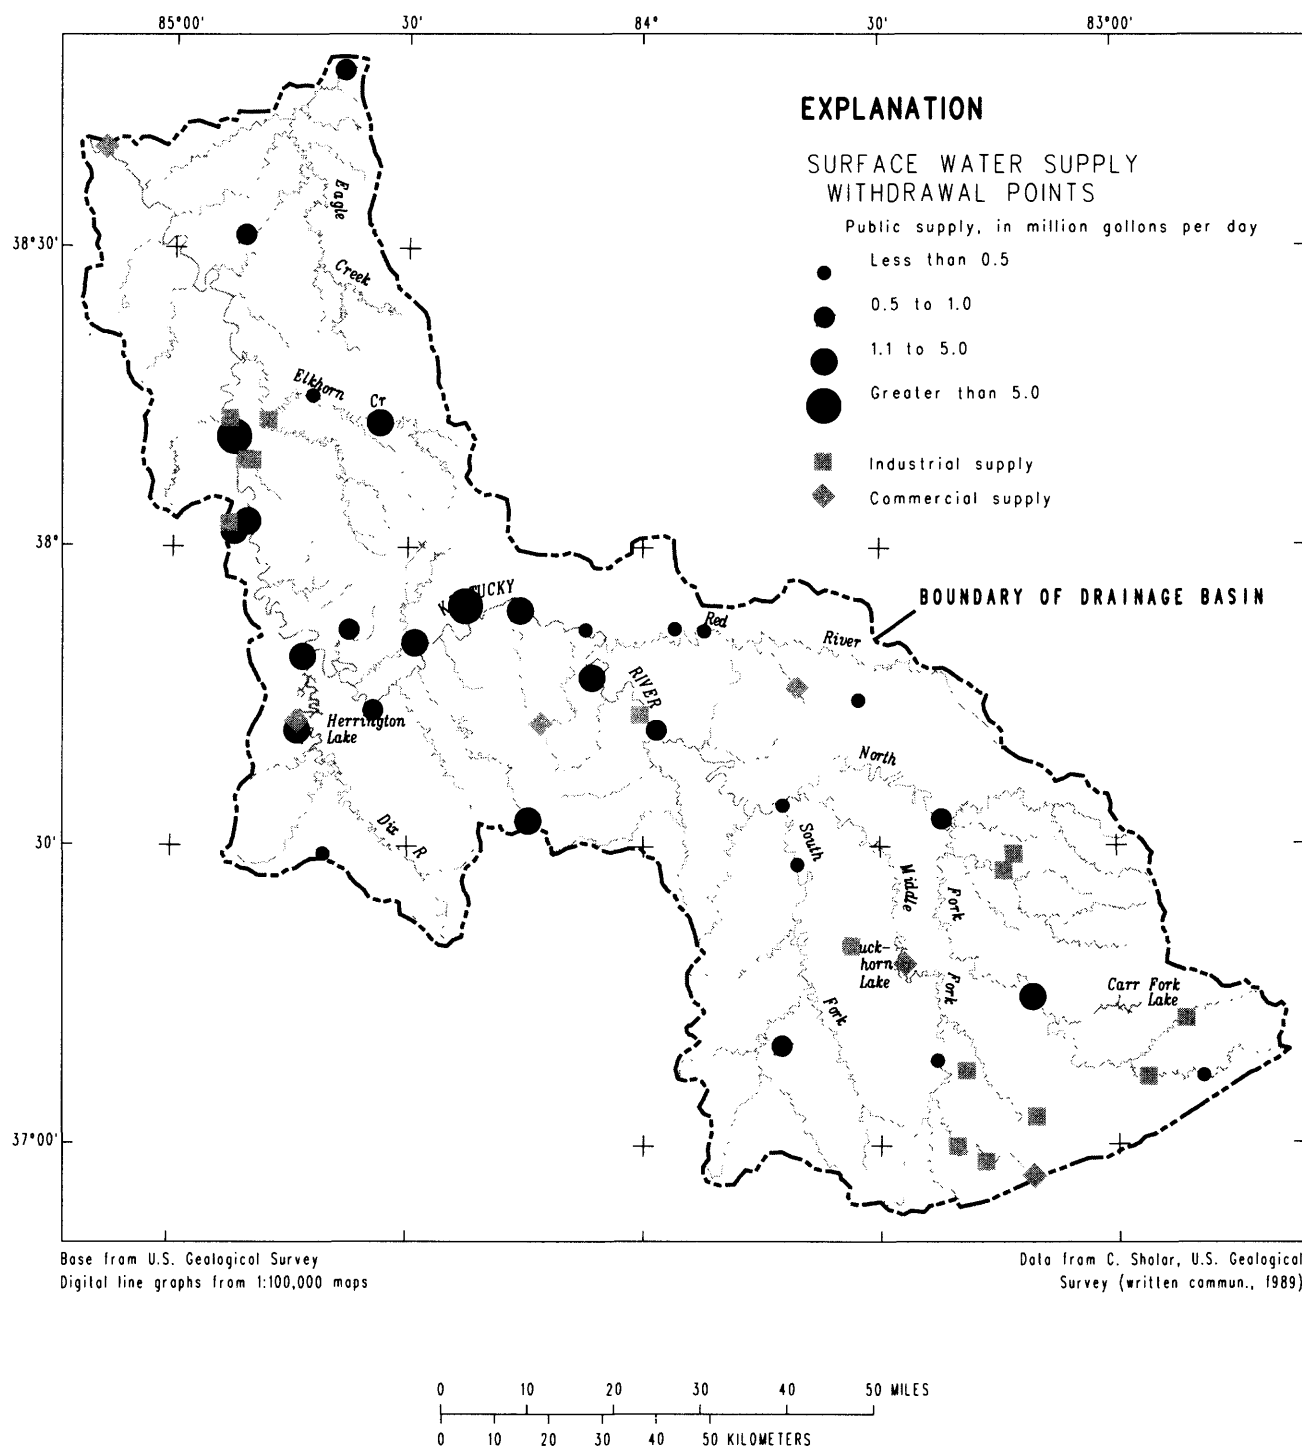 85°00' 30' 84° 30' 83°00'
EXPLANATION
SURFACE WATER SUPPLY
WITHDRAWAL POINTS
Public supply, in million gollons per day
Less than 0.5
0.5 to 1.0
1.1 to 5.0
Greater than 5.0
Industrial supply
Commercial supply
38°30'
Eagle
Creek
Elkhorn
Cr
38°
BOUNDARY OF DRAINAGE BASIN
TUCKY
Red
River
RIVER
Herrington
Lake
North
Dix R
30'
South
Middle
Fork
uck-
horn
Lake
Fork
Carr Fork
Lake
Fork
37°00'
Base from U.S. Geological Survey
Digital line graphs from 1:100,000 maps
Data from C. Sholar, U.S. Geological
Survey (written commun., 1989)
0 10 20 30 40 50 MILES
0 10 20 30 40 50 KILOMETERS